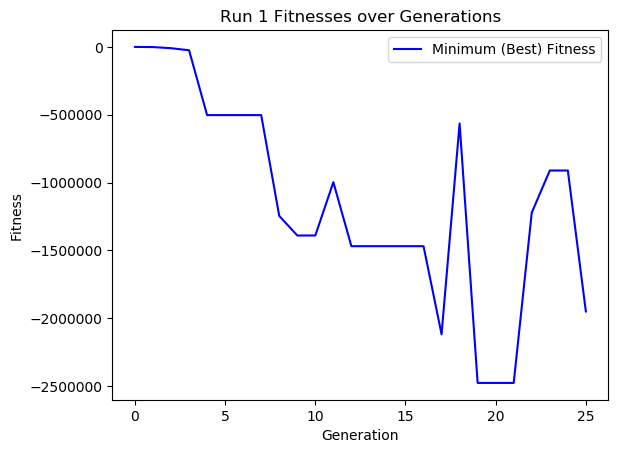 Run 1 Fitnesses over Generations
Minimum (Best) Fitness
0
−500000
−1000000
−1500000
−2000000
−2500000
Fitness
0 5 10 15 20 25
Generation